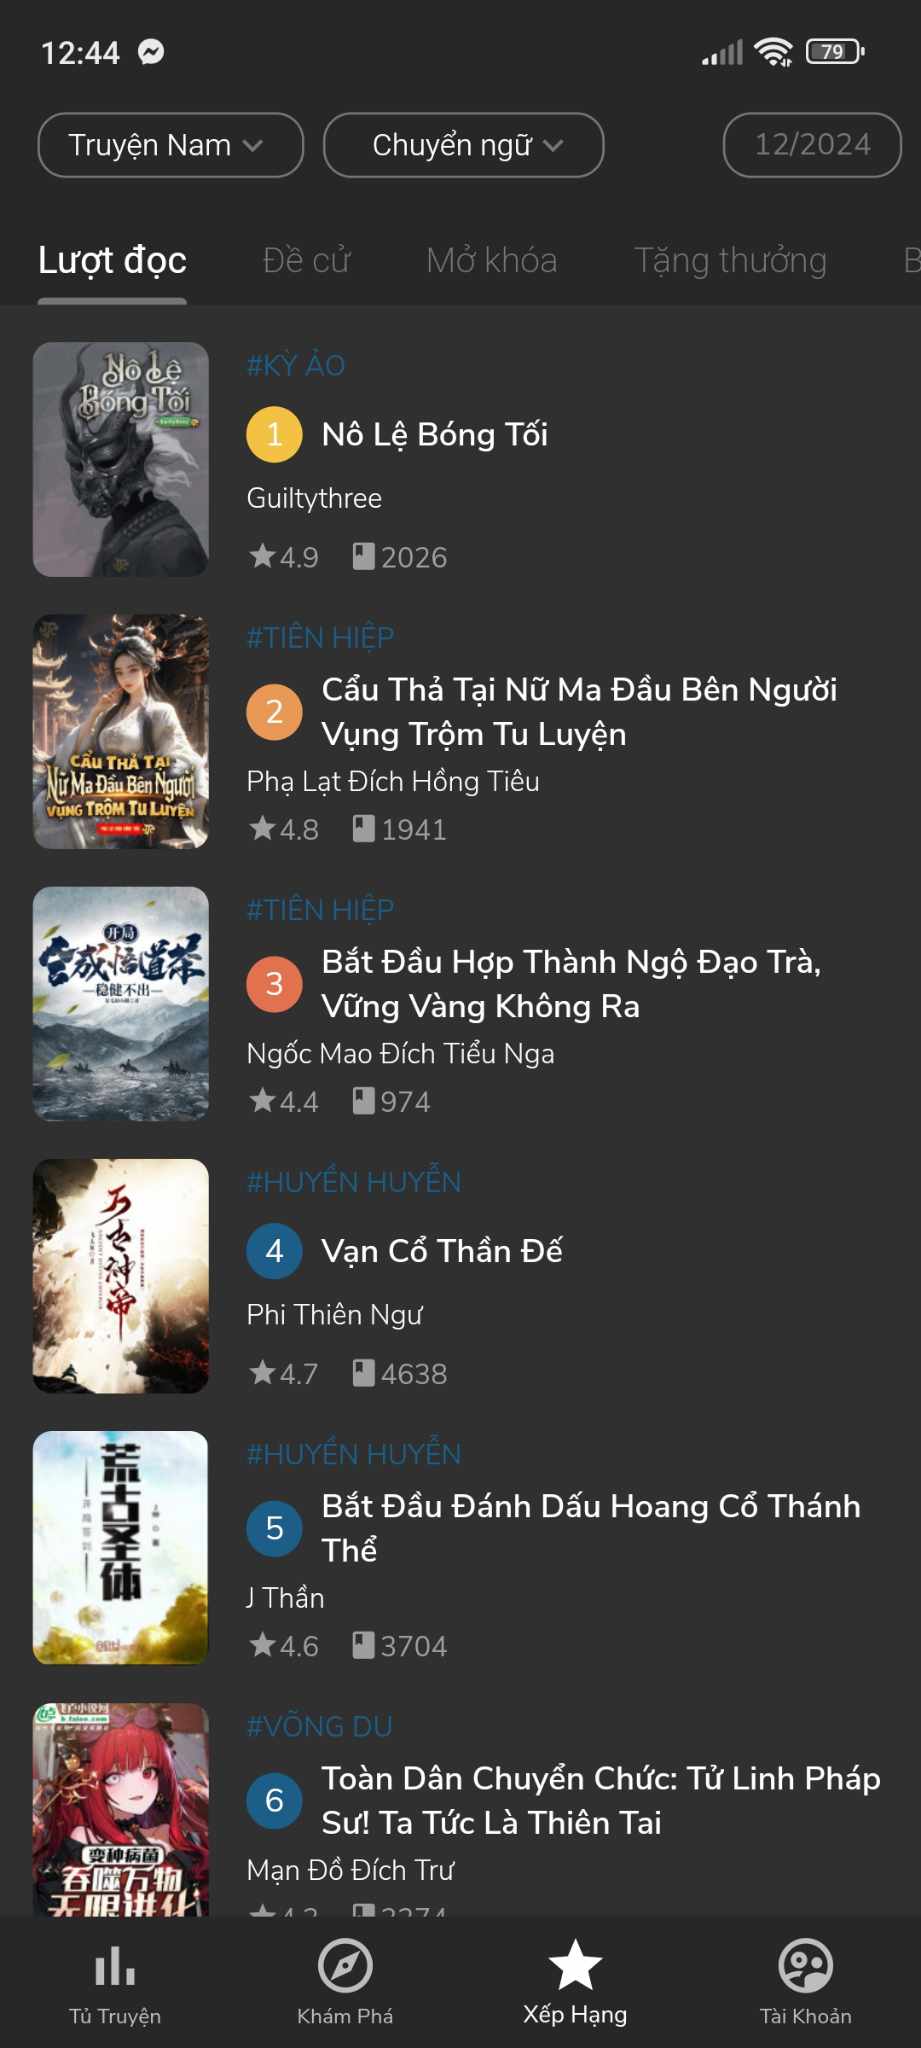 12:44
79
Truyện Nam
Chuyển ngữ
12/2024
Lượt đọc
Đề cử
Mở khóa
Tặng thưởng
B
Nô Lệ
Bóng Tối
#KỲ ẢO
1
Nô Lệ Bóng Tối
Guiltythree
4.9
2026
Cẩu Thả Tại
Nữ Ma Đầu Bên Người
Vụng Trộm Tu Luyện
#TIÊN HIỆP
2
Cẩu Thả Tại Nữ Ma Đầu Bên Người
Vụng Trộm Tu Luyện
Phạ Lạt Đích Hồng Tiêu
4.8
1941
开局
合成悟道茶
稳健不出
#TIÊN HIỆP
3
Bắt Đầu Hợp Thành Ngộ Đạo Trà,
Vững Vàng Không Ra
Ngốc Mao Đích Tiểu Nga
4.4
974
万古神帝
#HUYỀN HUYỄN
4
Vạn Cổ Thần Đế
Phi Thiên Ngư
4.7
4638
荒古圣体
#HUYỀN HUYỄN
5
Bắt Đầu Đánh Dấu Hoang Cổ Thánh
Thể
J Thần
4.6
3704
b.faloo.com
变种病菌
吞噬万物
无限进化
#VÕNG DU
6
Toàn Dân Chuyển Chức: Tử Linh Pháp
Sư! Ta Tức Là Thiên Tai
Mạn Đồ Đích Trư
Tủ Truyện
Khám Phá
Xếp Hạng
Tài Khoản